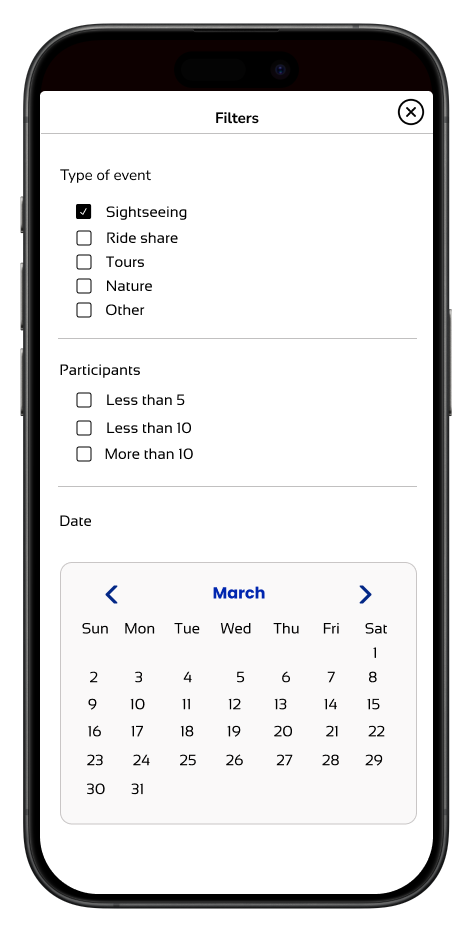 Filters
Type of event
Sightseeing
Ride share
Tours
Nature
Other
Participants
Less than 5
Less than 10
More than 10
Date
March
Sun Mon Tue Wed Thu Fri Sat
1
2 3 4 5 6 7 8
9 10 11 12 13 14 15
16 17 18 19 20 21 22
23 24 25 26 27 28 29
30 31